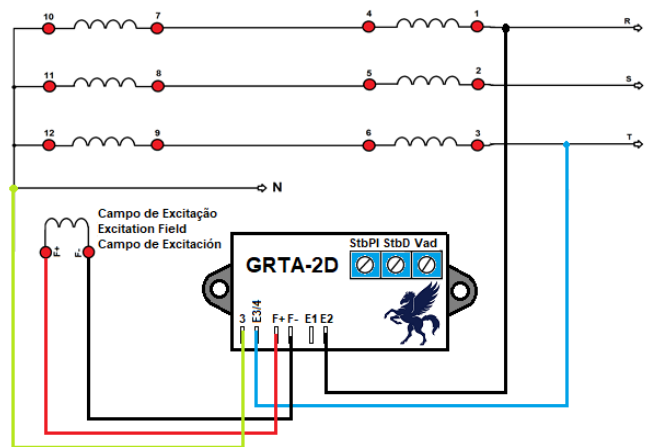 10 7 4 1 R
11 8 5 2 S
12 9 6 3 T
N
Campo de Excitação
Excitation Field
Campo de Excitación
F+ F-
StbPI StbD Vad
GRTA-2D
3 E3/4 F+ F- E1 E2